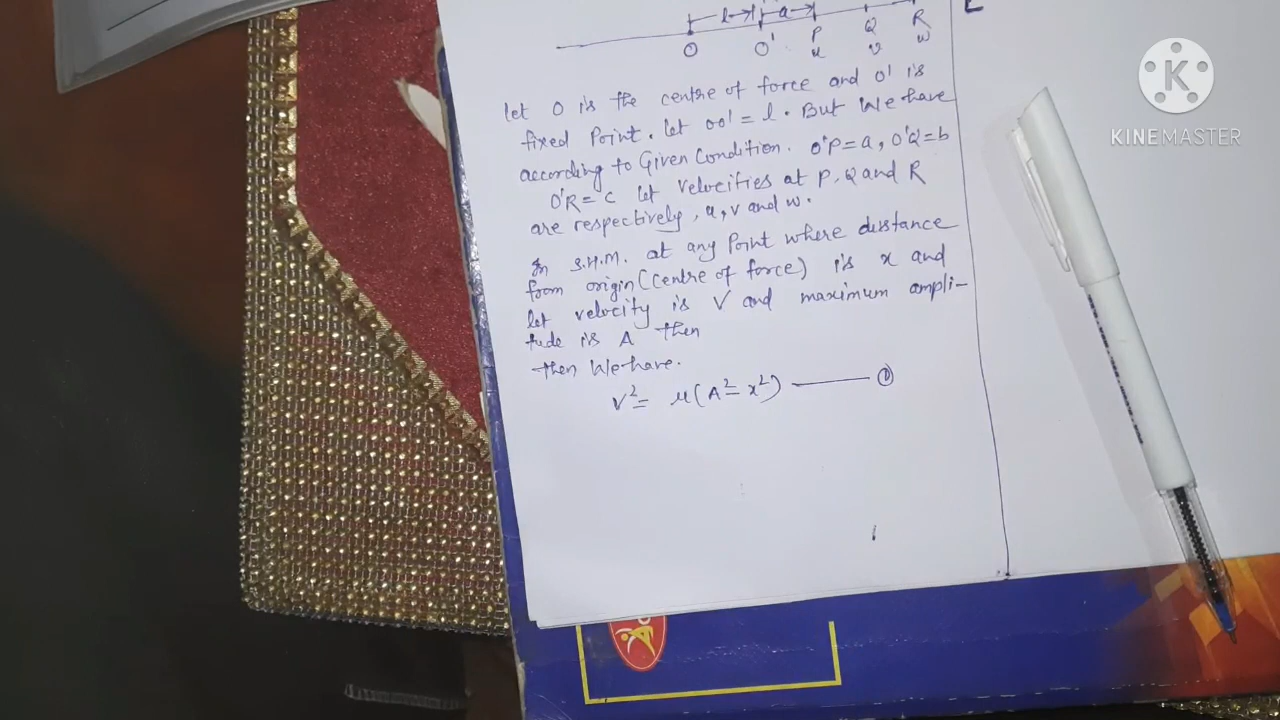 l a
O O' P Q R
u v w
let O is the centre of force and O' is
fixed Point. let OO' = l. But We have
according to Given Condition. O'P = a, O'Q = b
O'R = c let velocities at P, Q and R
are respectively, u, v and w.
In S.H.M. at any Point where distance
from origin (centre of force) is x and
let velocity is V and maximum ampli-
tude is A then
then We have.
V² = μ(A² - x²) ——— ①
K
KINEMASTER